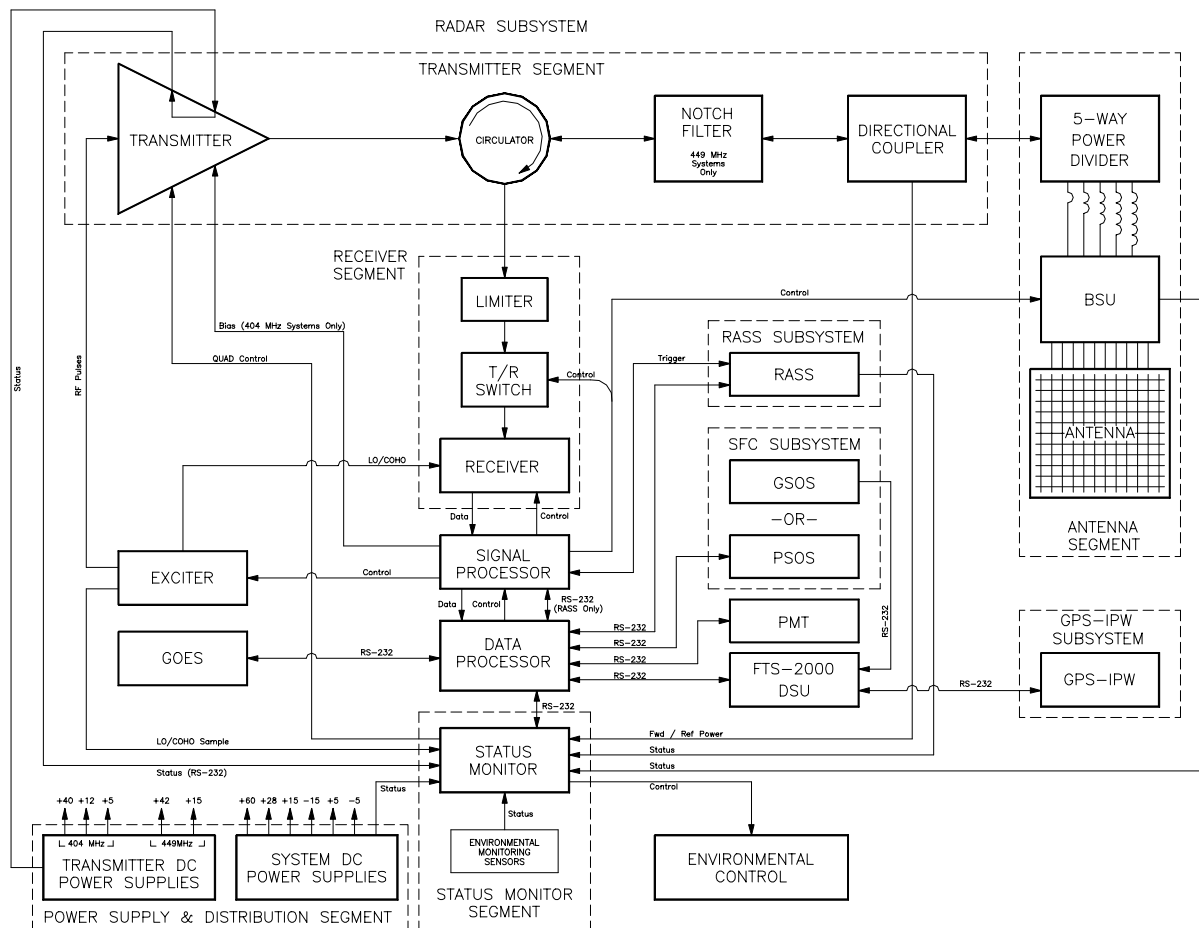 RADAR SUBSYSTEM
TRANSMITTER SEGMENT
TRANSMITTER
CIRCULATOR
NOTCH
FILTER
449 MHz
Systems
Only
DIRECTIONAL
COUPLER
5-WAY
POWER
DIVIDER
RECEIVER
SEGMENT
LIMITER
Control
BSU
Bias (404 MHz Systems Only)
QUAD Control
Status
RF Pulses
T/R
SWITCH
Control
RASS SUBSYSTEM
Trigger
RASS
ANTENNA
LO/COHO
RECEIVER
SFC SUBSYSTEM
GSOS
-OR-
PSOS
Data
Control
ANTENNA
SEGMENT
EXCITER
Control
SIGNAL
PROCESSOR
Data
Control
RS-232
(RASS Only)
RS-232
RS-232
RS-232
RS-232
RS-232
PMT
GPS-IPW
SUBSYSTEM
GOES
RS-232
DATA
PROCESSOR
FTS-2000
DSU
RS-232
GPS-IPW
RS-232
LO/COHO Sample
Status (RS-232)
STATUS
MONITOR
Fwd / Ref Power
Status
Status
Control
Status
Status
+40 +12 +5
+42 +15
+60 +28 +15 -15 +5 -5
404 MHz
449MHz
TRANSMITTER DC
POWER SUPPLIES
SYSTEM DC
POWER SUPPLIES
ENVIRONMENTAL
MONITORING
SENSORS
ENVIRONMENTAL
CONTROL
POWER SUPPLY & DISTRIBUTION SEGMENT
STATUS MONITOR
SEGMENT